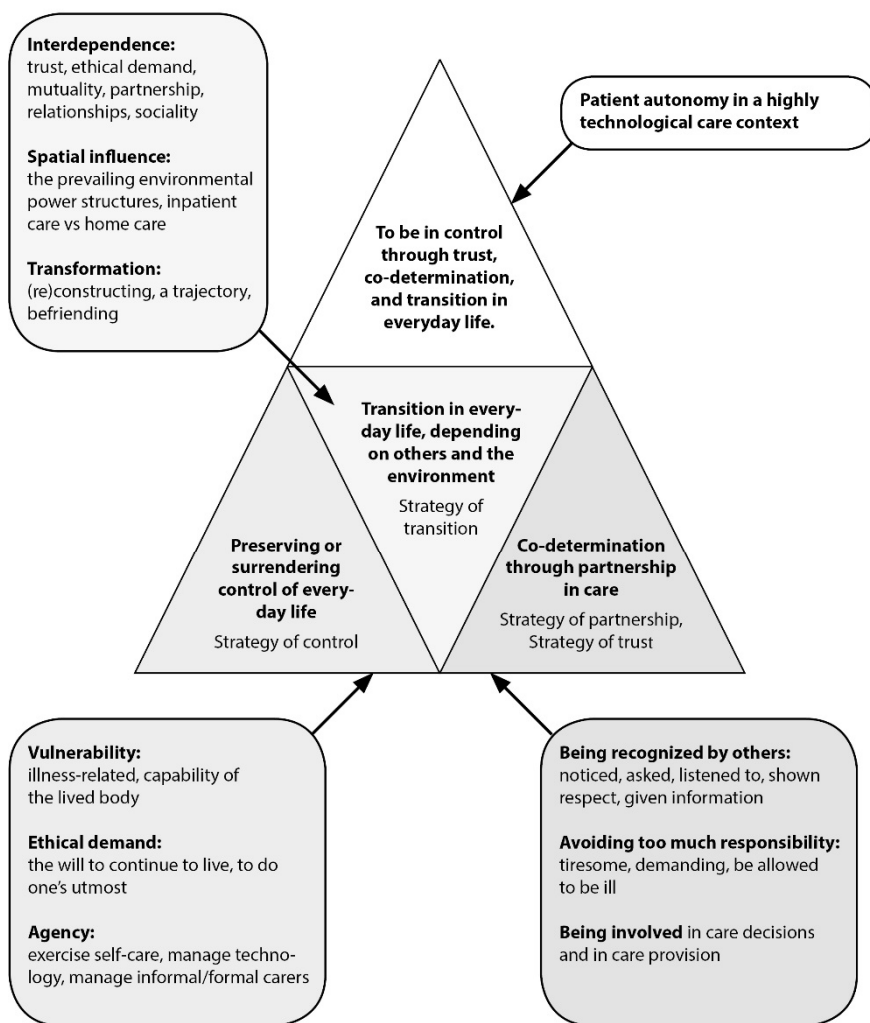 Interdependence:
trust, ethical demand,
mutuality, partnership,
relationships, sociality
Spatial influence:
the prevailing environmental
power structures, inpatient
care vs home care
Transformation:
(re)constructing, a trajectory,
befriending
Patient autonomy in a highly
technological care context
To be in control
through trust,
co-determination,
and transition in
everyday life.
Transition in every-
day life, depending
on others and the
environment
Strategy of
transition
Preserving or
surrendering
control of every-
day life
Strategy of control
Co-determination
through partnership
in care
Strategy of partnership,
Strategy of trust
Vulnerability:
illness-related, capability of
the lived body
Ethical demand:
the will to continue to live, to do
one's utmost
Agency:
exercise self-care, manage techno-
logy, manage informal/formal carers
Being recognized by others:
noticed, asked, listened to, shown
respect, given information
Avoiding too much responsibility:
tiresome, demanding, be allowed
to be ill
Being involved in care decisions
and in care provision